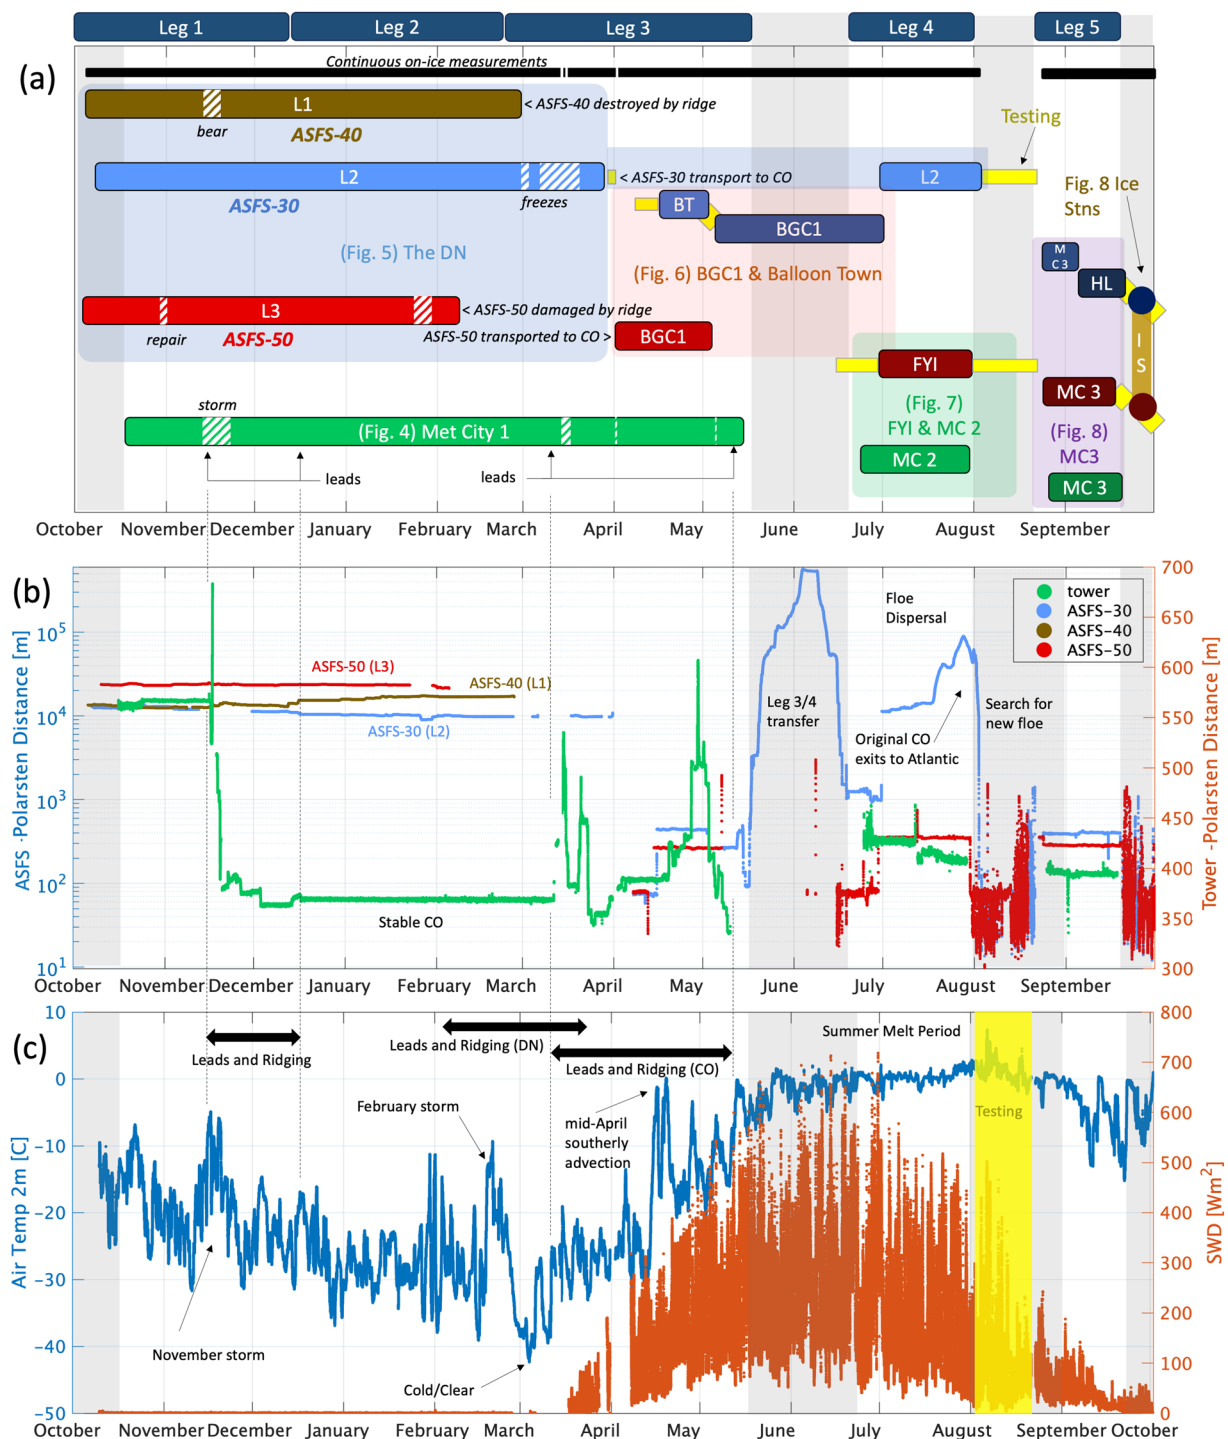 Leg 1
Leg 2
Leg 3
Leg 4
Leg 5
(a)
Continuous on-ice measurements
L1
< ASFS-40 destroyed by ridge
bear
ASFS-40
Testing
L2
< ASFS-30 transport to CO
L2
Fig. 8 Ice
Stns
ASFS-30
freezes
BT
BGC1
(Fig. 5) The DN
(Fig. 6) BGC1 & Balloon Town
M
C 3
HL
L3
< ASFS-50 damaged by ridge
repair
ASFS-50
ASFS-50 transported to CO >
BGC1
I
S
FYI
MC 3
storm
(Fig. 4) Met City 1
(Fig. 7)
FYI & MC 2
(Fig. 8)
MC3
MC 2
MC 3
leads
leads
October
November
December
January
February
March
April
May
June
July
August
September
(b)
ASFS -Polarsten Distance [m]
10⁵
10⁴
10³
10²
10¹
Tower -Polarsten Distance [m]
700
650
600
550
500
450
400
350
300
tower
ASFS-30
ASFS-40
ASFS-50
Floe
Dispersal
ASFS-50 (L3)
ASFS-40 (L1)
ASFS-30 (L2)
Leg 3/4
transfer
Original CO
exits to Atlantic
Search for
new floe
Stable CO
October
November
December
January
February
March
April
May
June
July
August
September
(c)
Air Temp 2m [C]
10
0
-10
-20
-30
-40
-50
SWD [Wm²]
800
700
600
500
400
300
200
100
0
Leads and Ridging
Leads and Ridging (DN)
Leads and Ridging (CO)
Summer Melt Period
February storm
mid-April
southerly
advection
Testing
November storm
Cold/Clear
October
November
December
January
February
March
April
May
June
July
August
September
October